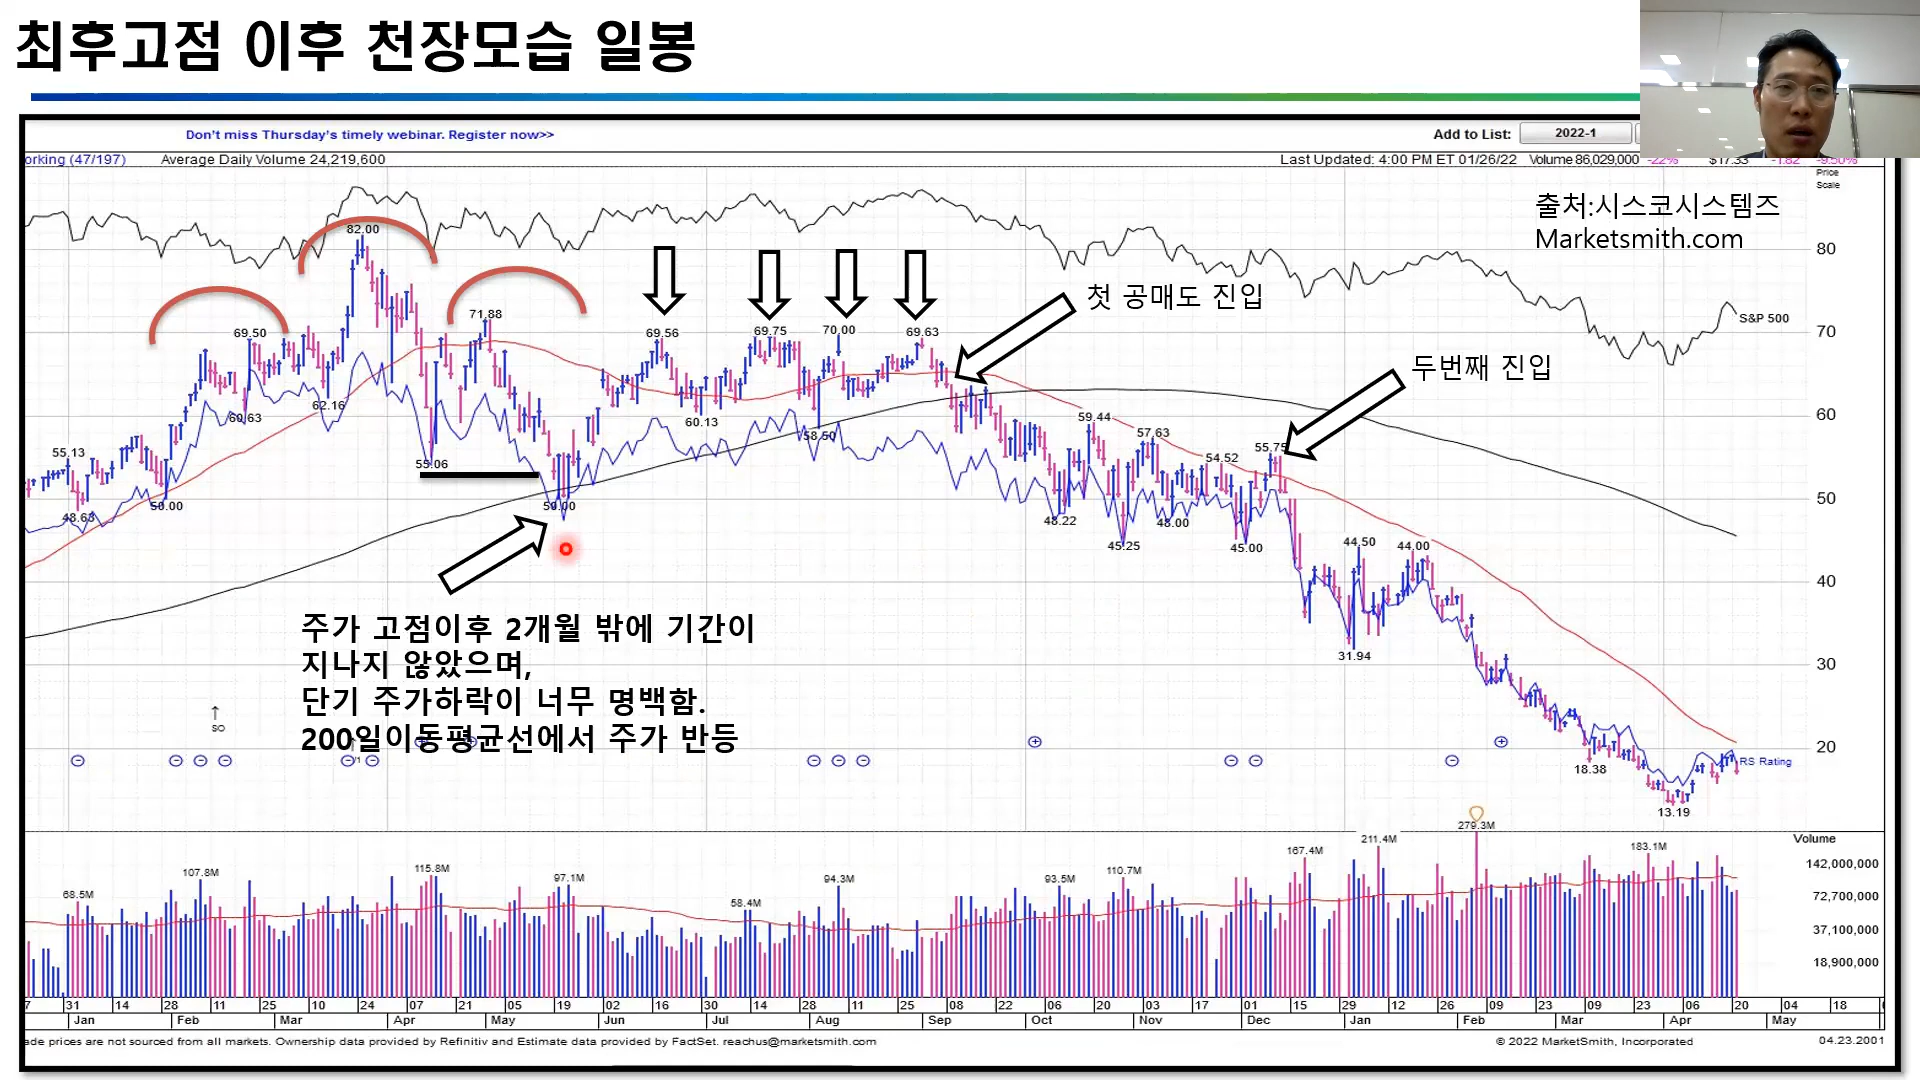 최후고점 이후 천장모습 일봉
Don't miss Thursday's timely webinar. Register now>>
Add to List:
2022-1
orking (47/197)
Average Daily Volume 24,219,600
Last Updated: 4:00 PM ET 01/26/22
Volume 86,029,000
-22%
$17.33
-1.82
-9.50%
Price
Scale
출처:시스코시스템즈
Marketsmith.com
첫 공매도 진입
두번째 진입
S&P 500
82.00
69.50
71.88
69.56
69.75
70.00
69.63
60.63
62.16
60.13
58.50
55.13
48.63
50.00
55.06
50.00
59.44
57.63
54.52
55.75
48.22
45.25
48.00
45.00
44.50
44.00
31.94
18.38
13.19
80
70
60
50
40
30
20
주가 고점이후 2개월 밖에 기간이
지나지 않았으며,
단기 주가하락이 너무 명백함.
200일이동평균선에서 주가 반등
SO
RS Rating
Volume
68.5M
107.8M
115.8M
97.1M
58.4M
94.3M
93.5M
110.7M
167.4M
211.4M
279.3M
183.1M
142,000,000
72,700,000
37,100,000
18,900,000
7 31 14 28 11 25 10 24 07 21 05 19 02 16 30 14 28 11 25 08 22 06 20 03 17 01 15 29 12 26 09 23 09 23 06 20 04 18
Jan Feb Mar Apr May Jun Jul Aug Sep Oct Nov Dec Jan Feb Mar Apr May
ade prices are not sourced from all markets. Ownership data provided by Refinitiv and Estimate data provided by FactSet. reachus@marketsmith.com
© 2022 MarketSmith, Incorporated
04.23.2001